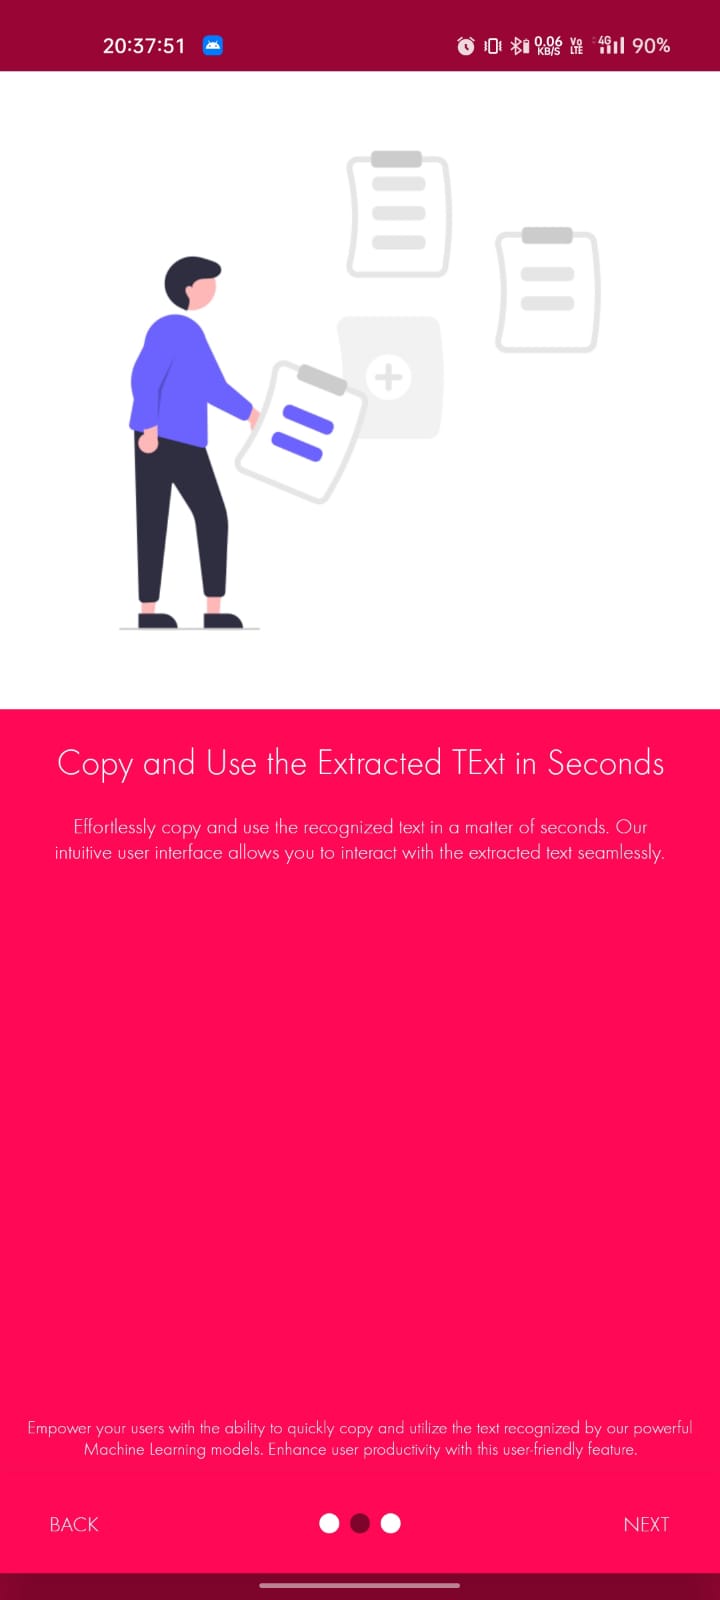 20:37:51
0.06 KB/S Vo LTE 4G 90%
Copy and Use the Extracted TExt in Seconds
Effortlessly copy and use the recognized text in a matter of seconds. Our
intuitive user interface allows you to interact with the extracted text seamlessly.
Empower your users with the ability to quickly copy and utilize the text recognized by our powerful
Machine Learning models. Enhance user productivity with this user-friendly feature.
BACK NEXT